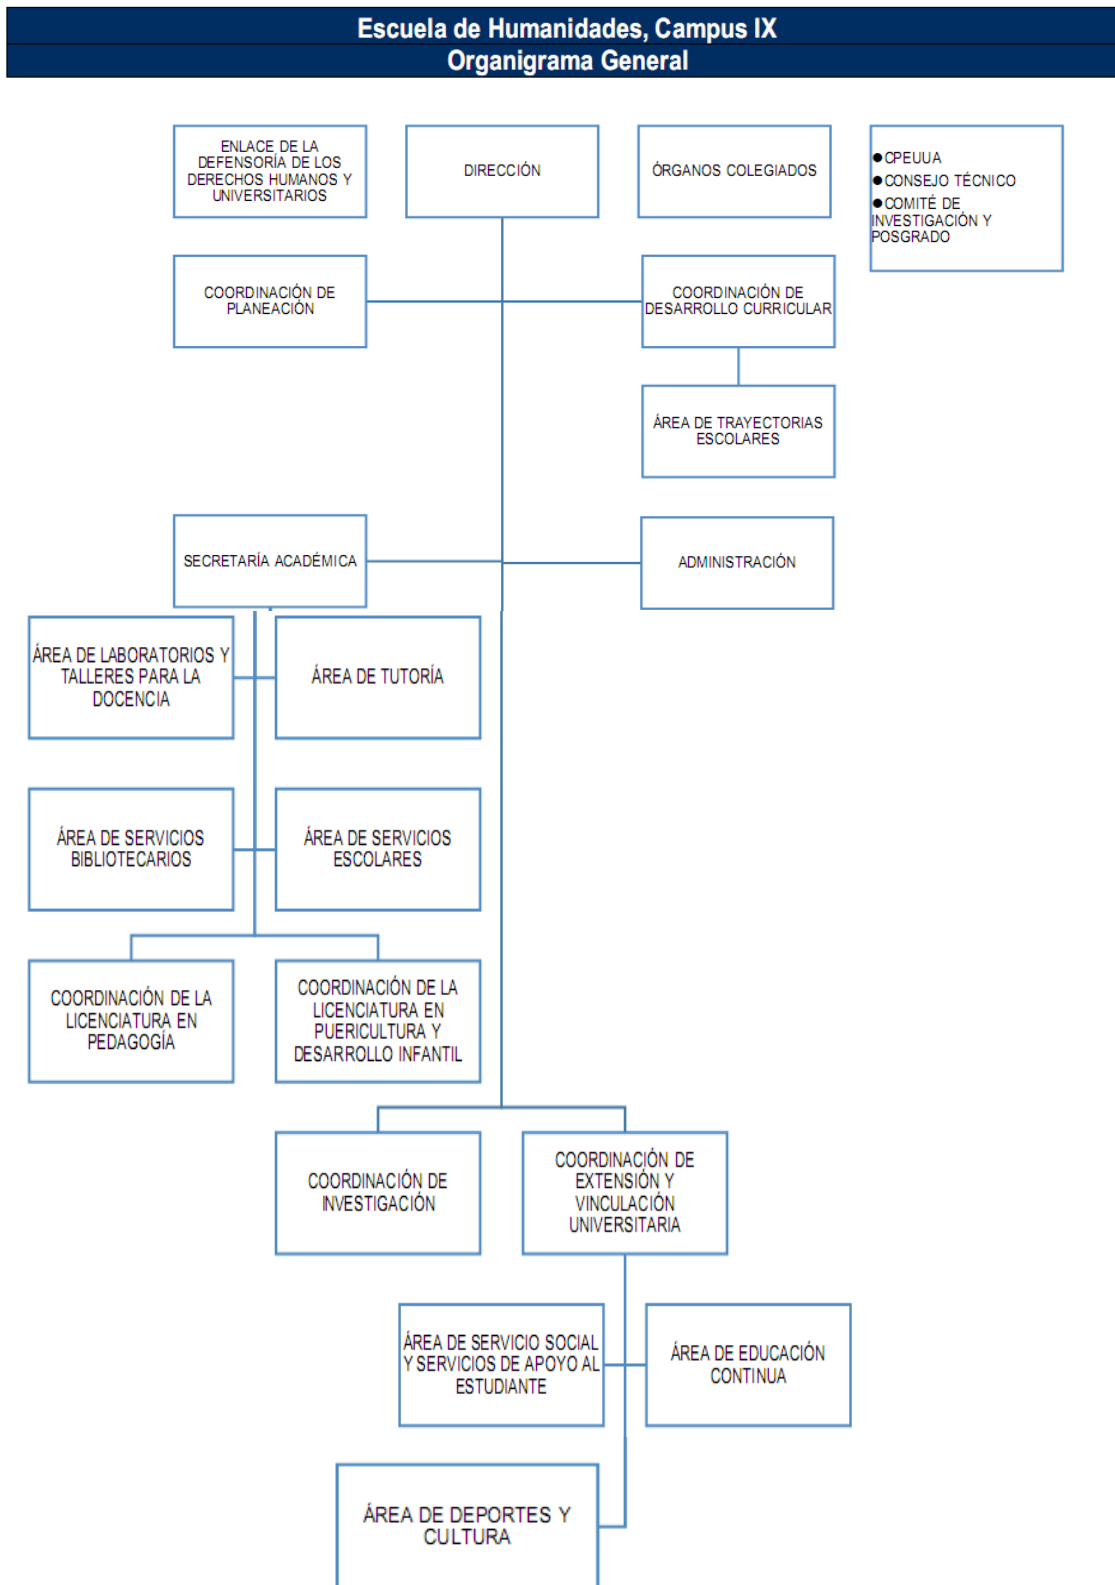 Escuela de Humanidades, Campus IX
Organigrama General
ENLACE DE LA
DEFENSORÍA DE LOS
DERECHOS HUMANOS Y
UNIVERSITARIOS
DIRECCIÓN
ÓRGANOS COLEGIADOS
●CPEUUA
●CONSEJO TÉCNICO
●COMITÉ DE
INVESTIGACIÓN Y
POSGRADO
COORDINACIÓN DE
PLANEACIÓN
COORDINACIÓN DE
DESARROLLO CURRICULAR
ÁREA DE TRAYECTORIAS
ESCOLARES
SECRETARÍA ACADÉMICA
ADMINISTRACIÓN
ÁREA DE LABORATORIOS Y
TALLERES PARA LA
DOCENCIA
ÁREA DE TUTORÍA
ÁREA DE SERVICIOS
BIBLIOTECARIOS
ÁREA DE SERVICIOS
ESCOLARES
COORDINACIÓN DE LA
LICENCIATURA EN
PEDAGOGÍA
COORDINACIÓN DE LA
LICENCIATURA EN
PUERICULTURA Y
DESARROLLO INFANTIL
COORDINACIÓN DE
INVESTIGACIÓN
COORDINACIÓN DE
EXTENSIÓN Y
VINCULACIÓN
UNIVERSITARIA
ÁREA DE SERVICIO SOCIAL
Y SERVICIOS DE APOYO AL
ESTUDIANTE
ÁREA DE EDUCACIÓN
CONTINUA
ÁREA DE DEPORTES Y
CULTURA